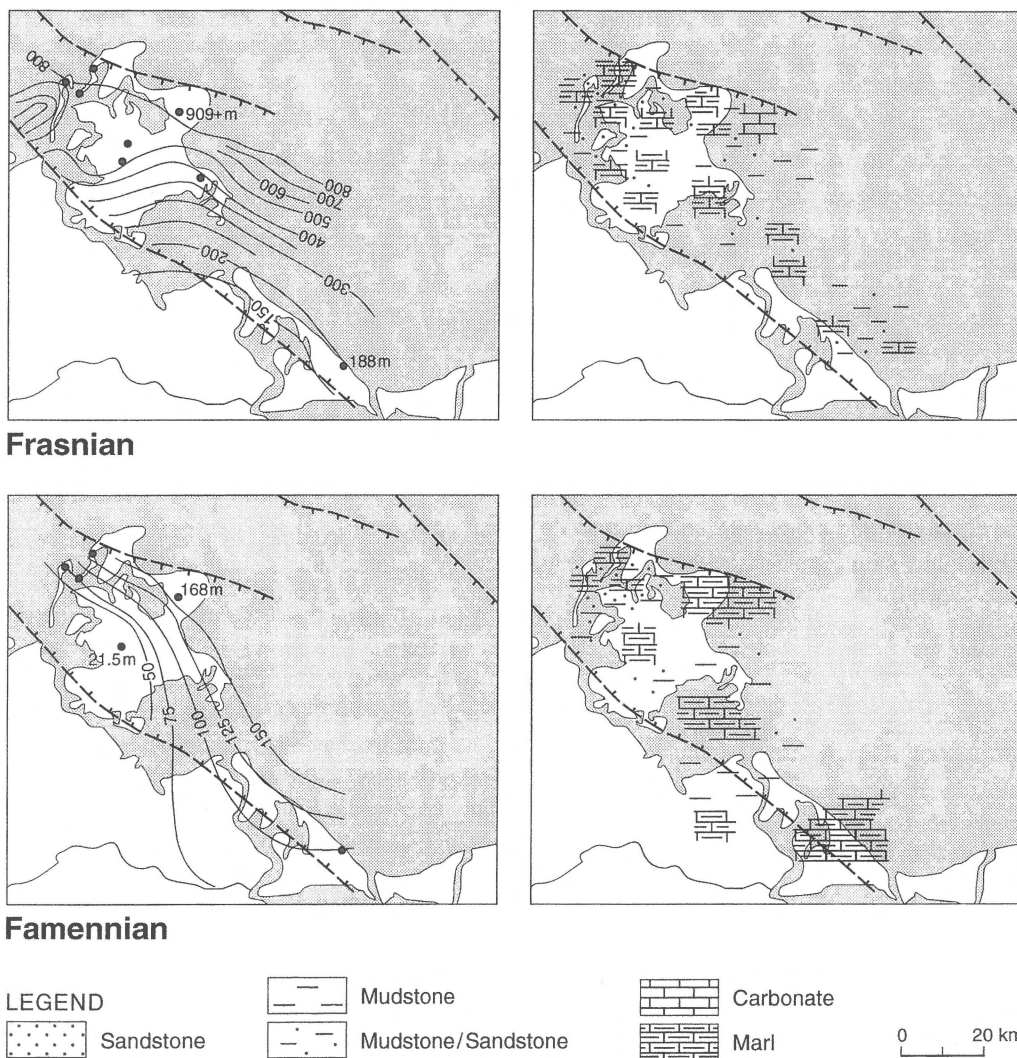 800
909+m
800
700
600
500
400
300
200
150
188m
Frasnian
168m
21.5m
50
75
100
125
150
Famennian
LEGEND
Sandstone
Mudstone
Mudstone/Sandstone
Carbonate
Marl
0 20 km